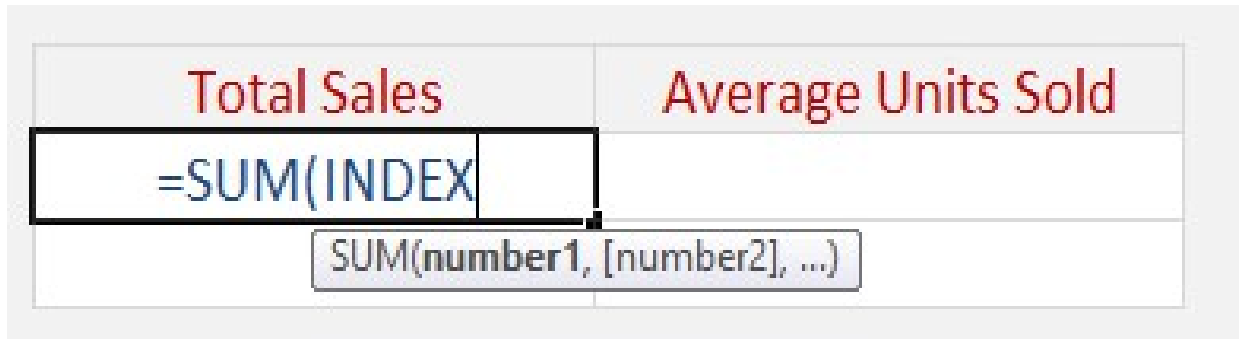 Total Sales Average Units Sold
=SUM(INDEX
SUM(number1, [number2], ...)